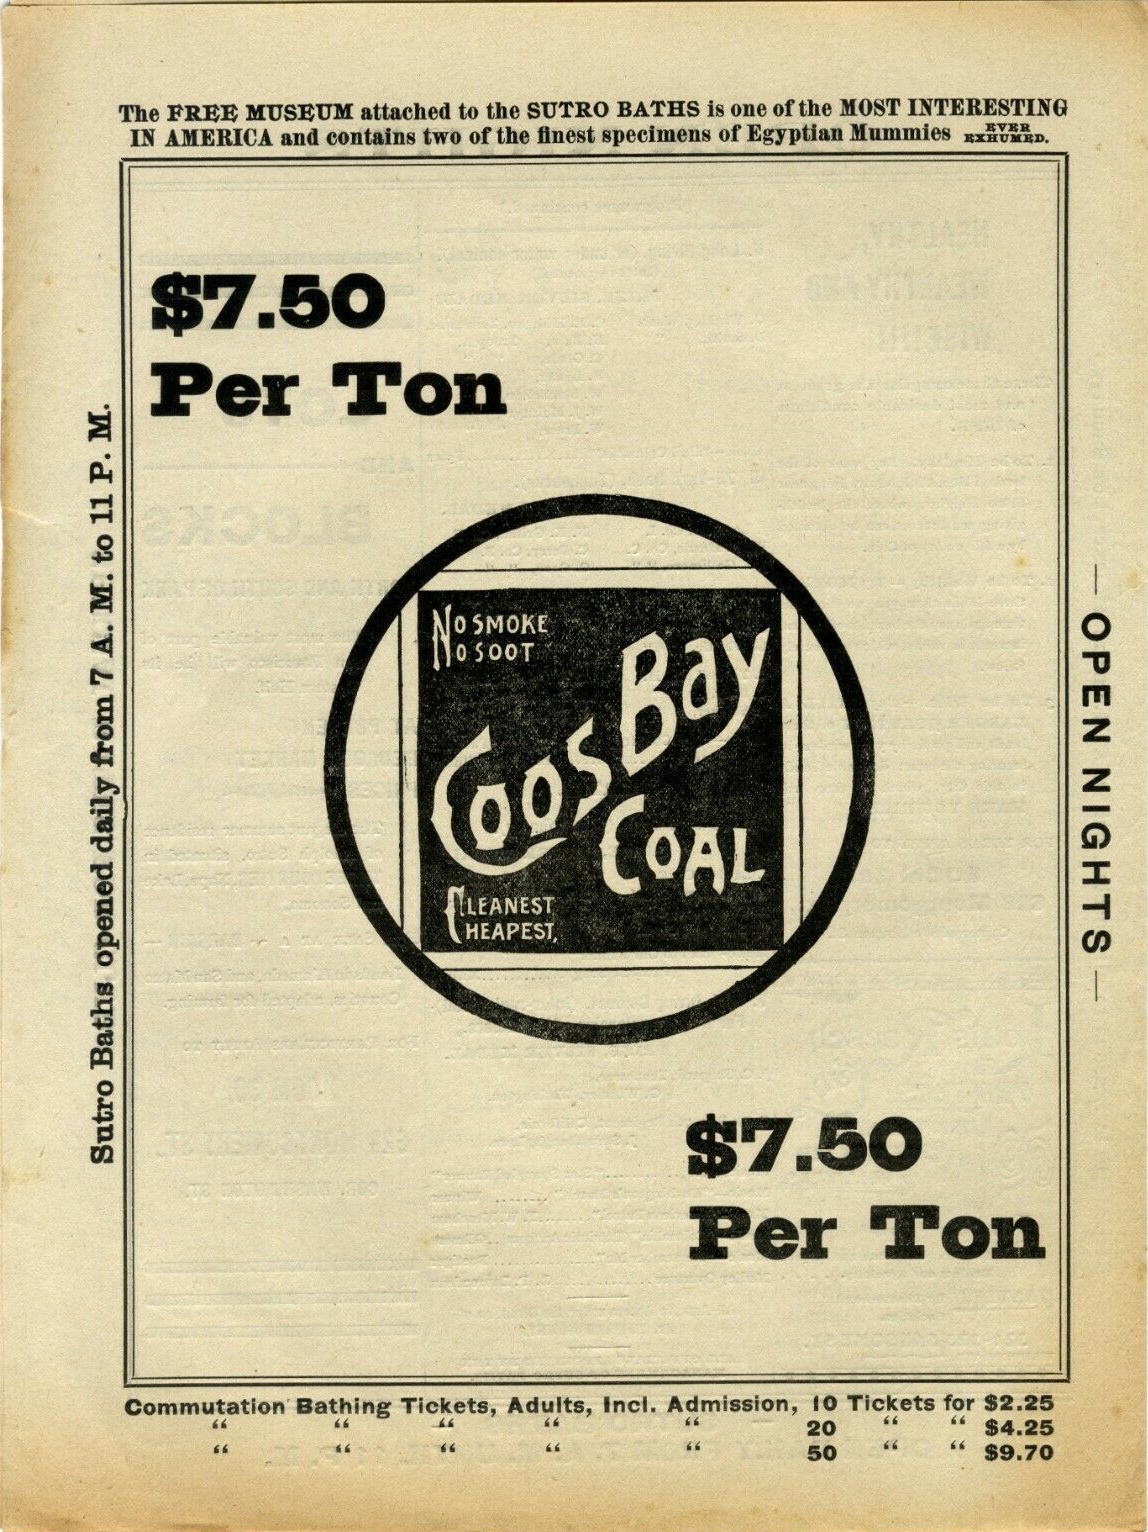 The FREE MUSEUM attached to the SUTRO BATHS is one of the MOST INTERESTING
IN AMERICA and contains two of the finest specimens of Egyptian Mummies EVER EXHUMED.
Sutro Baths opened daily from 7 A. M. to 11 P. M.
$7.50
Per Ton
NO SMOKE
NO SOOT
COOS BAY
COAL
CLEANEST
CHEAPEST,
— OPEN NIGHTS —
$7.50
Per Ton
Commutation Bathing Tickets, Adults, Incl. Admission, 10 Tickets for $2.25
“ “ “ “ “ 20 “ “ $4.25
“ “ “ “ “ 50 “ “ $9.70